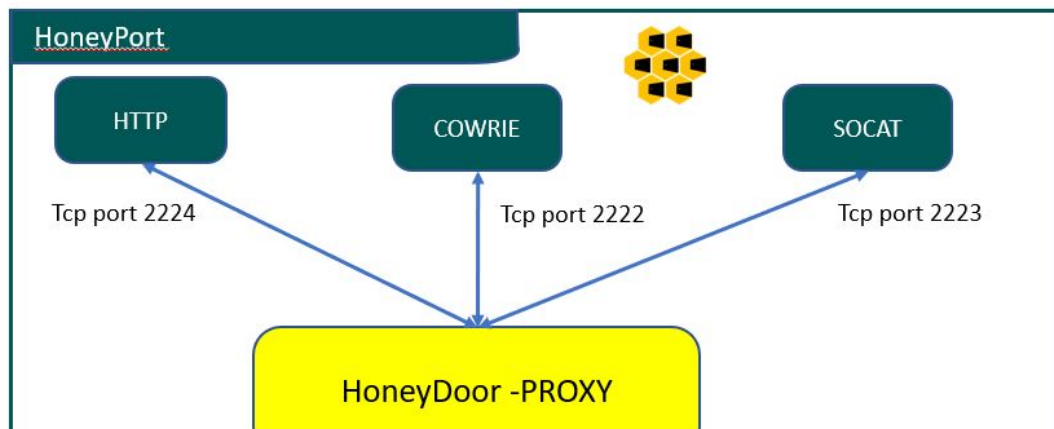 HoneyPort
HTTP
COWRIE
SOCAT
Tcp port 2224
Tcp port 2222
Tcp port 2223
HoneyDoor -PROXY